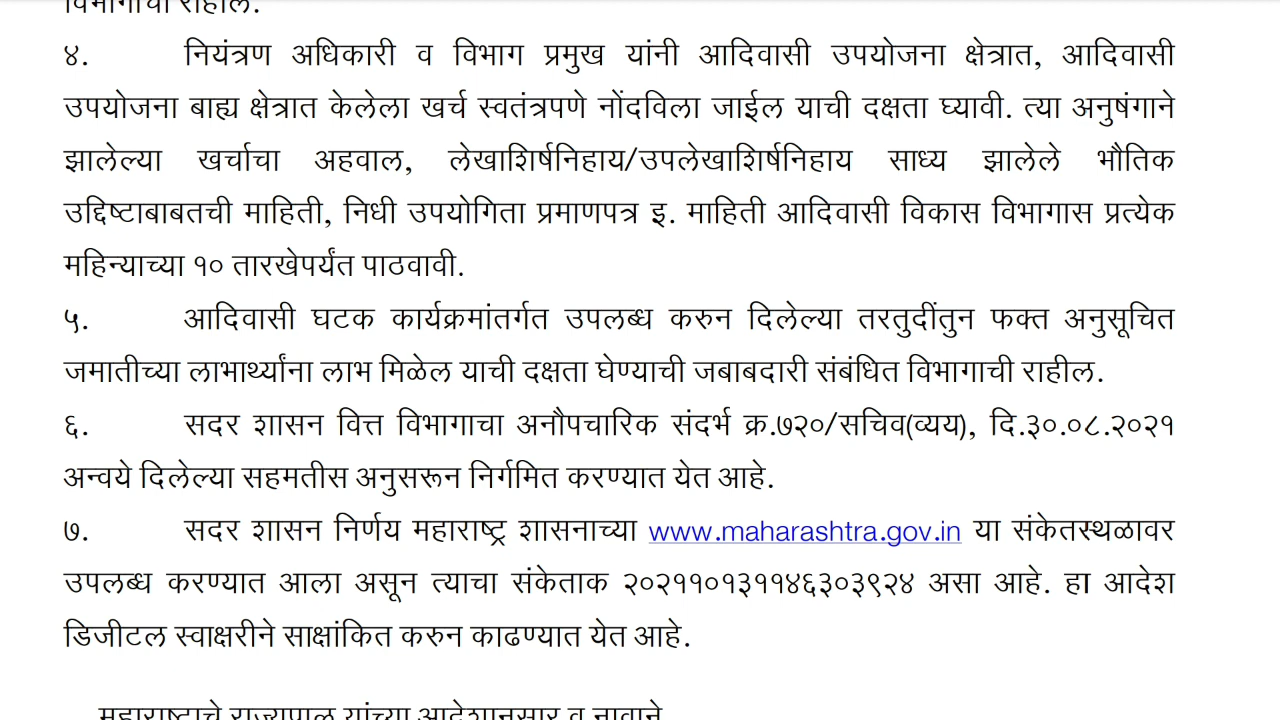 विभागाची राहील.
४. नियंत्रण अधिकारी व विभाग प्रमुख यांनी आदिवासी उपयोजना क्षेत्रात, आदिवासी
उपयोजना बाह्य क्षेत्रात केलेला खर्च स्वतंत्रपणे नोंदविला जाईल याची दक्षता घ्यावी. त्या अनुषंगाने
झालेल्या खर्चाचा अहवाल, लेखाशिर्षनिहाय/उपलेखाशिर्षनिहाय साध्य झालेले भौतिक
उद्दिष्टाबाबतची माहिती, निधी उपयोगिता प्रमाणपत्र इ. माहिती आदिवासी विकास विभागास प्रत्येक
महिन्याच्या १० तारखेपर्यंत पाठवावी.
५. आदिवासी घटक कार्यक्रमांतर्गत उपलब्ध करुन दिलेल्या तरतुदींतुन फक्त अनुसूचित
जमातीच्या लाभार्थ्यांना लाभ मिळेल याची दक्षता घेण्याची जबाबदारी संबंधित विभागाची राहील.
६. सदर शासन वित्त विभागाचा अनौपचारिक संदर्भ क्र.७२०/सचिव(व्यय), दि.३०.०८.२०२१
अन्वये दिलेल्या सहमतीस अनुसरून निर्गमित करण्यात येत आहे.
७. सदर शासन निर्णय महाराष्ट्र शासनाच्या www.maharashtra.gov.in या संकेतस्थळावर
उपलब्ध करण्यात आला असून त्याचा संकेताक २०२११०१३११४६३०३९२४ असा आहे. हा आदेश
डिजीटल स्वाक्षरीने साक्षांकित करुन काढण्यात येत आहे.
महाराष्ट्राचे राज्यपाल यांच्या आदेशानुसार व नावाने